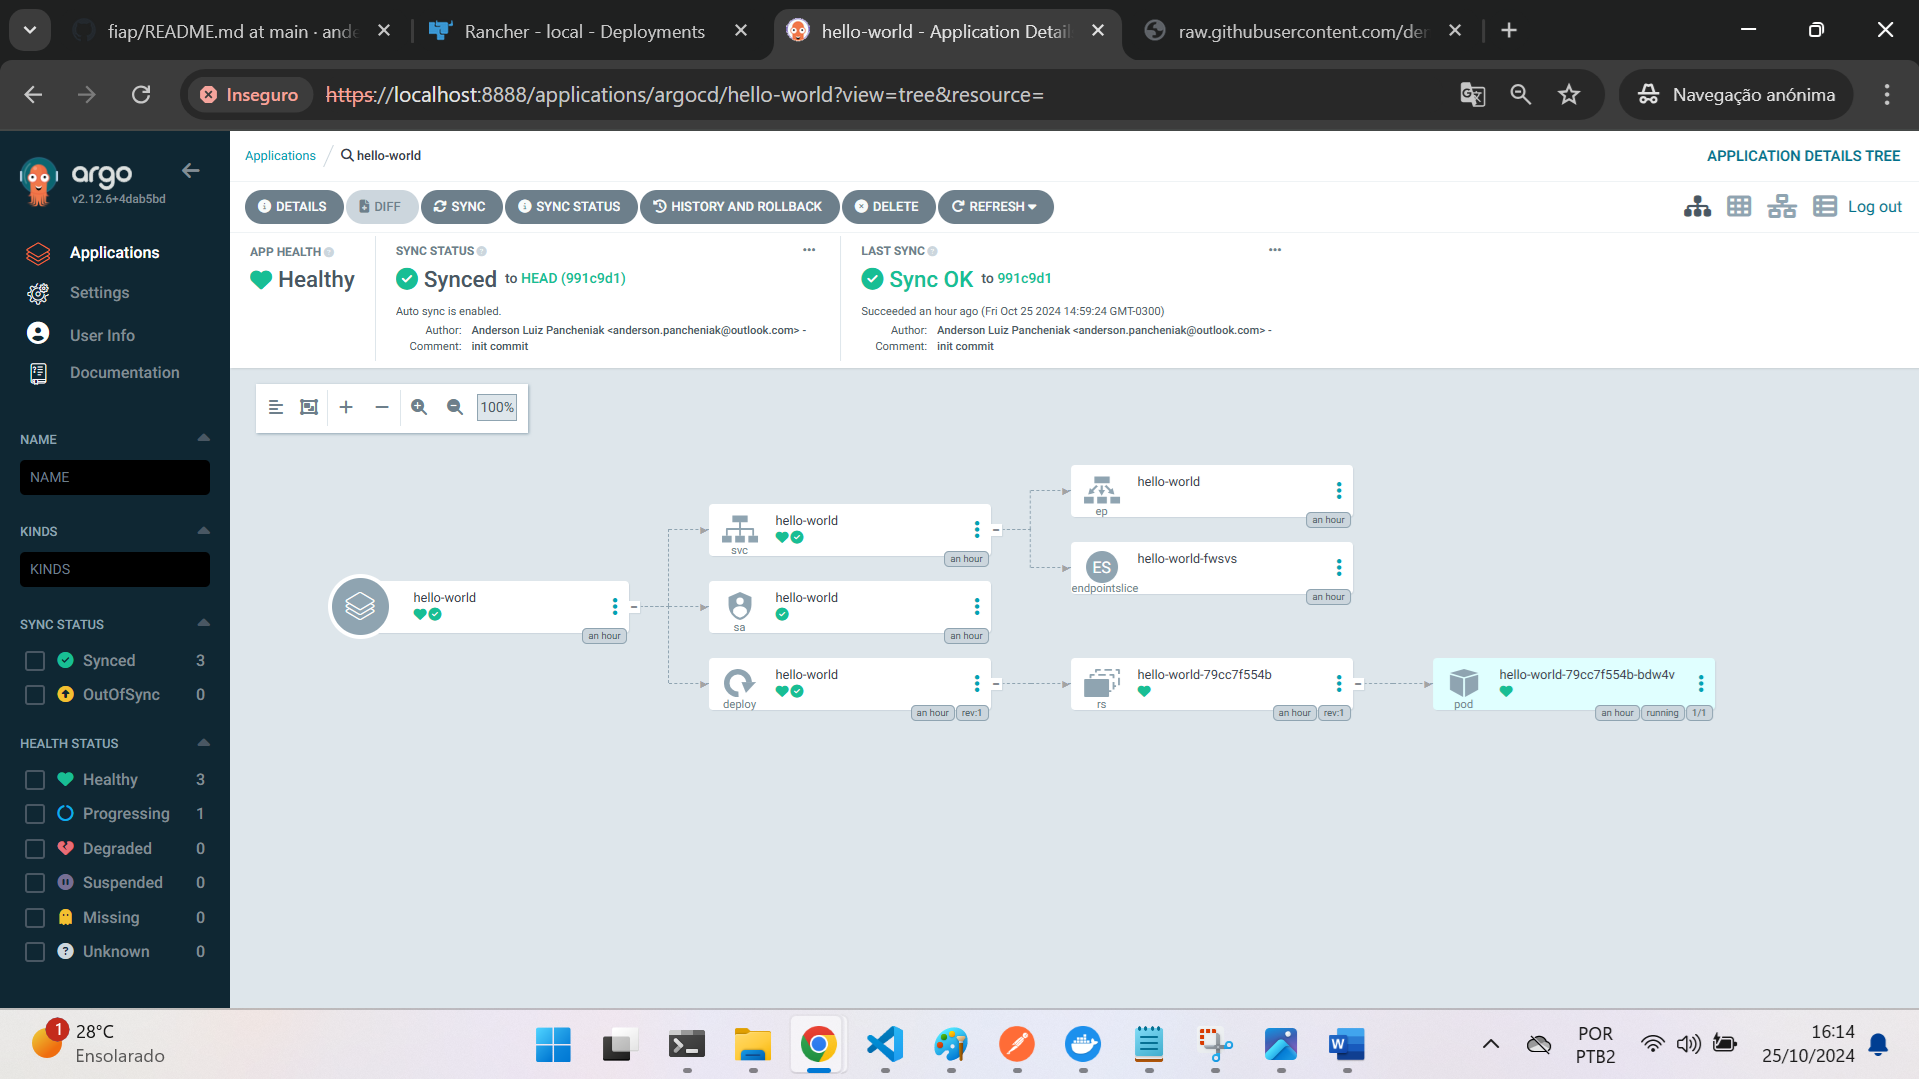 fiap/README.md at main · ande
Rancher - local - Deployments
hello-world - Application Detail
raw.githubusercontent.com/der
Inseguro
https://localhost:8888/applications/argocd/hello-world?view=tree&resource=
Navegação anónima
argo
v2.12.6+4dab5bd
Applications
Settings
User Info
Documentation
NAME
NAME
KINDS
KINDS
SYNC STATUS
Synced 3
OutOfSync 0
HEALTH STATUS
Healthy 3
Progressing 1
Degraded 0
Suspended 0
Missing 0
Unknown 0
Applications / hello-world
APPLICATION DETAILS TREE
DETAILS DIFF SYNC SYNC STATUS HISTORY AND ROLLBACK DELETE REFRESH
Log out
APP HEALTH
Healthy
SYNC STATUS
Synced to HEAD (991c9d1)
Auto sync is enabled.
Author: Anderson Luiz Pancheniak <anderson.pancheniak@outlook.com> -
Comment: init commit
LAST SYNC
Sync OK to 991c9d1
Succeeded an hour ago (Fri Oct 25 2024 14:59:24 GMT-0300)
Author: Anderson Luiz Pancheniak <anderson.pancheniak@outlook.com> -
Comment: init commit
100%
hello-world
an hour
hello-world
svc
an hour
hello-world
sa
an hour
hello-world
deploy
an hour rev:1
hello-world
ep
an hour
ES
hello-world-fwsvs
endpointslice
an hour
hello-world-79cc7f554b
rs
an hour rev:1
hello-world-79cc7f554b-bdw4v
pod
an hour running 1/1
1
28°C
Ensolarado
W
POR
PTB2
16:14
25/10/2024